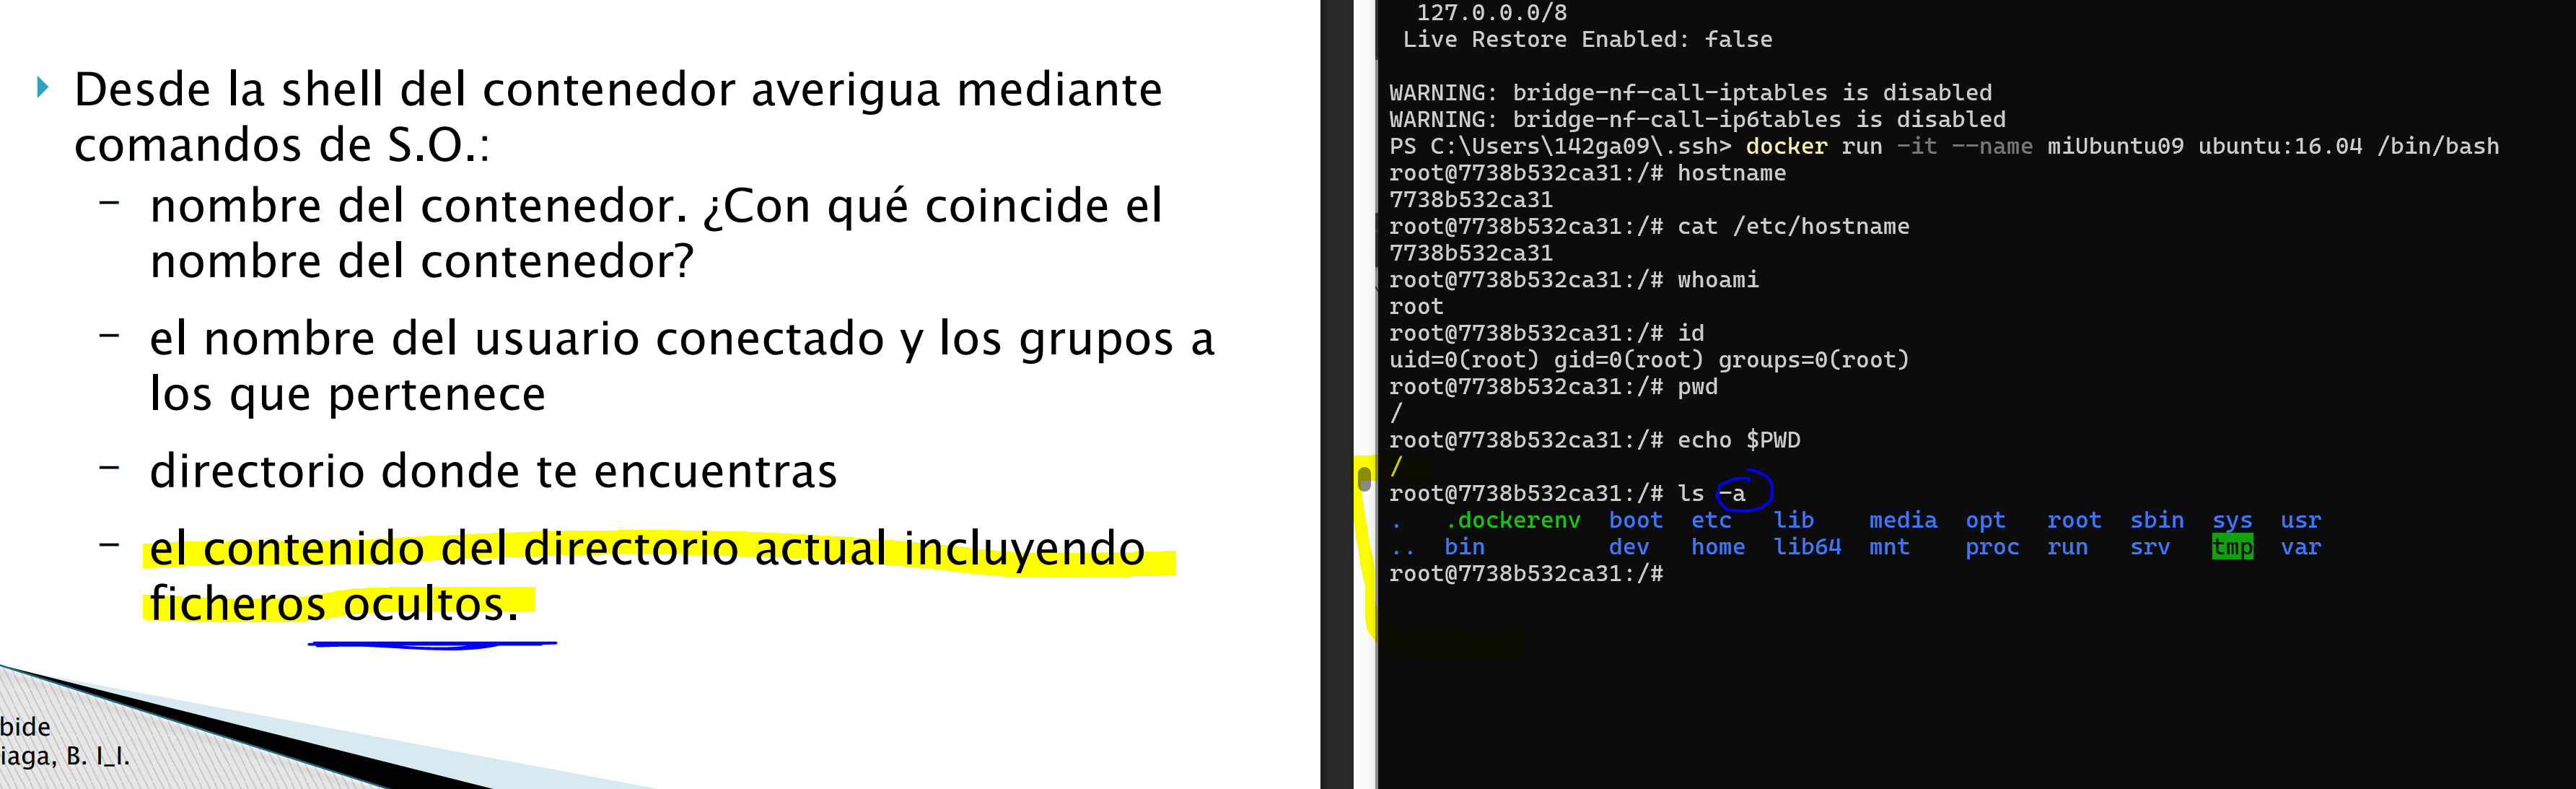 Desde la shell del contenedor averigua mediante
comandos de S.O.:
– nombre del contenedor. ¿Con qué coincide el
nombre del contenedor?
– el nombre del usuario conectado y los grupos a
los que pertenece
– directorio donde te encuentras
– el contenido del directorio actual incluyendo
ficheros ocultos.
bide
iaga, B. I_I.
127.0.0.0/8
Live Restore Enabled: false
WARNING: bridge-nf-call-iptables is disabled
WARNING: bridge-nf-call-ip6tables is disabled
PS C:\Users\142ga09\.ssh> docker run -it --name miUbuntu09 ubuntu:16.04 /bin/bash
root@7738b532ca31:/# hostname
7738b532ca31
root@7738b532ca31:/# cat /etc/hostname
7738b532ca31
root@7738b532ca31:/# whoami
root
root@7738b532ca31:/# id
uid=0(root) gid=0(root) groups=0(root)
root@7738b532ca31:/# pwd
/
root@7738b532ca31:/# echo $PWD
/
root@7738b532ca31:/# ls -a
. .dockerenv boot etc lib media opt root sbin sys usr
.. bin dev home lib64 mnt proc run srv tmp var
root@7738b532ca31:/#